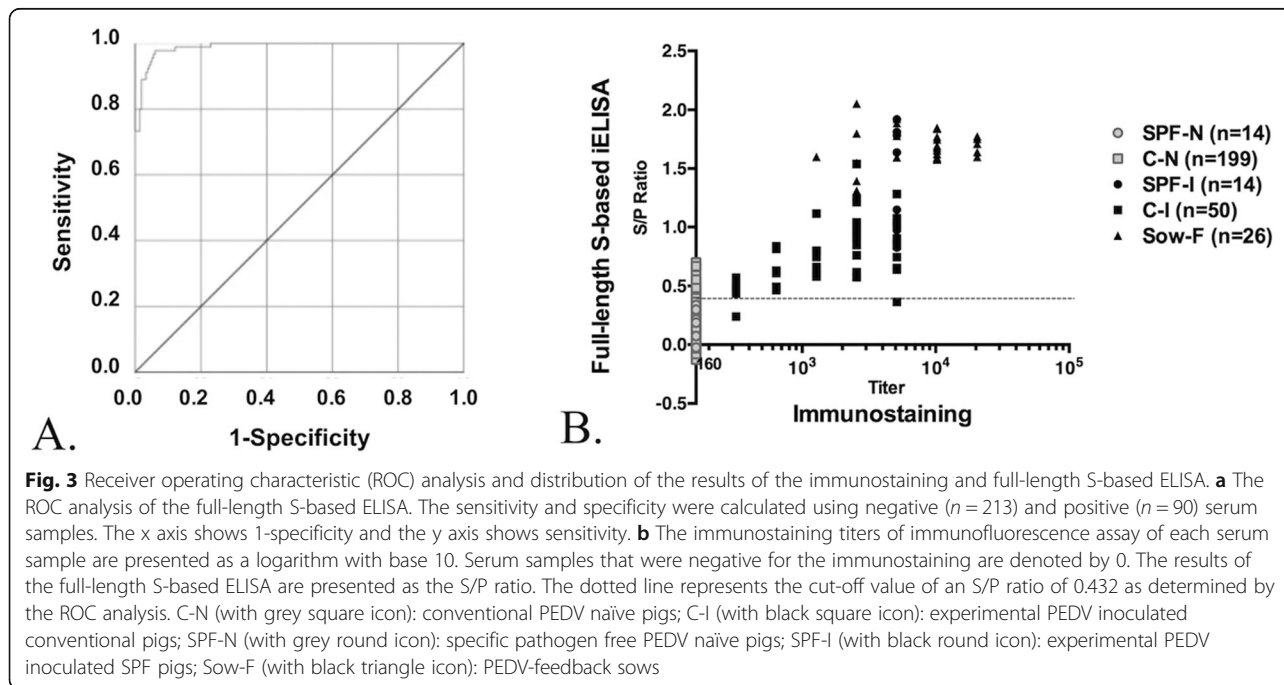 1.0
0.8
0.6
0.4
0.2
0.0
Sensitivity
0.0 0.2 0.4 0.6 0.8 1.0
1-Specificity
A.
Full-length S-based iELISA
S/P Ratio
2.5
2.0
1.5
1.0
0.5
0.0
-0.5
160 10³ 10⁴ 10⁵
Titer
Immunostaining
B.
SPF-N (n=14)
C-N (n=199)
SPF-I (n=14)
C-I (n=50)
Sow-F (n=26)
Fig. 3 Receiver operating characteristic (ROC) analysis and distribution of the results of the immunostaining and full-length S-based ELISA. a The
ROC analysis of the full-length S-based ELISA. The sensitivity and specificity were calculated using negative (n = 213) and positive (n = 90) serum
samples. The x axis shows 1-specificity and the y axis shows sensitivity. b The immunostaining titers of immunofluorescence assay of each serum
sample are presented as a logarithm with base 10. Serum samples that were negative for the immunostaining are denoted by 0. The results of
the full-length S-based ELISA are presented as the S/P ratio. The dotted line represents the cut-off value of an S/P ratio of 0.432 as determined by
the ROC analysis. C-N (with grey square icon): conventional PEDV naïve pigs; C-I (with black square icon): experimental PEDV inoculated
conventional pigs; SPF-N (with grey round icon): specific pathogen free PEDV naïve pigs; SPF-I (with black round icon): experimental PEDV
inoculated SPF pigs; Sow-F (with black triangle icon): PEDV-feedback sows